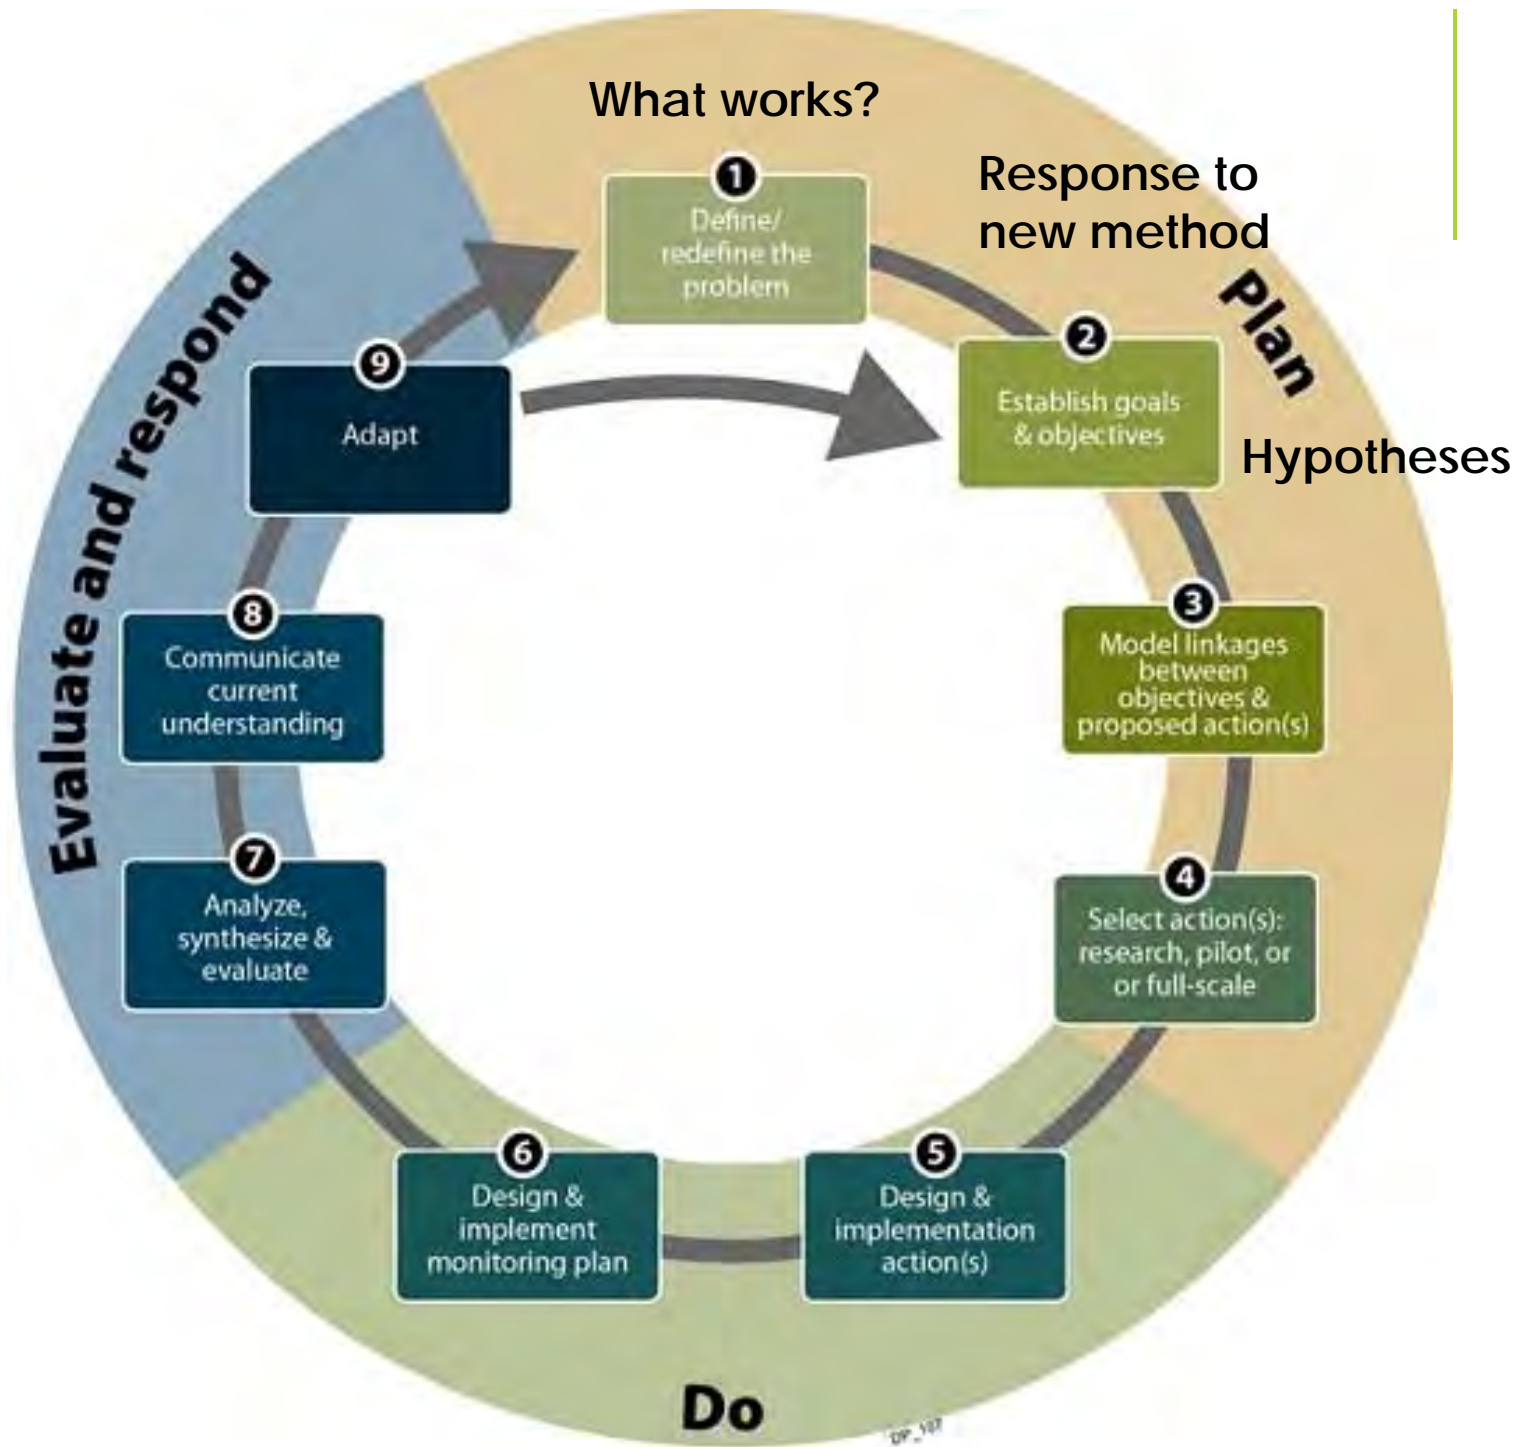 What works?
Response to
new method
Plan
Hypotheses
1
Define/
redefine the
problem
2
Establish goals
& objectives
3
Model linkages
between
objectives &
proposed action(s)
4
Select action(s):
research, pilot, or
or full-scale
5
Design &
implementation
action(s)
6
Design &
implement
monitoring plan
Do
7
Analyze,
synthesize &
evaluate
8
Communicate
current
understanding
9
Adapt
Evaluate and respond
DP_107